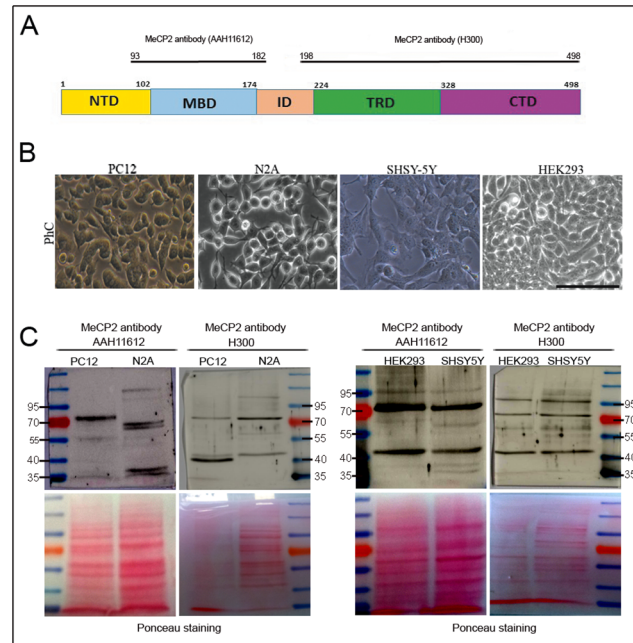 A
MeCP2 antibody (AAH11612)
MeCP2 antibody (H300)
93 182 198 498
1 102 174 224 328 498
NTD MBD ID TRD CTD
B
PC12 N2A SHSY-5Y HEK293
PhC
C
MeCP2 antibody
AAH11612
MeCP2 antibody
H300
MeCP2 antibody
AAH11612
MeCP2 antibody
H300
PC12 N2A PC12 N2A HEK293 SHSY5Y HEK293 SHSY5Y
95
70
55
40
35
95
70
55
40
35
95
70
55
40
35
95
70
55
40
35
Ponceau staining
Ponceau staining